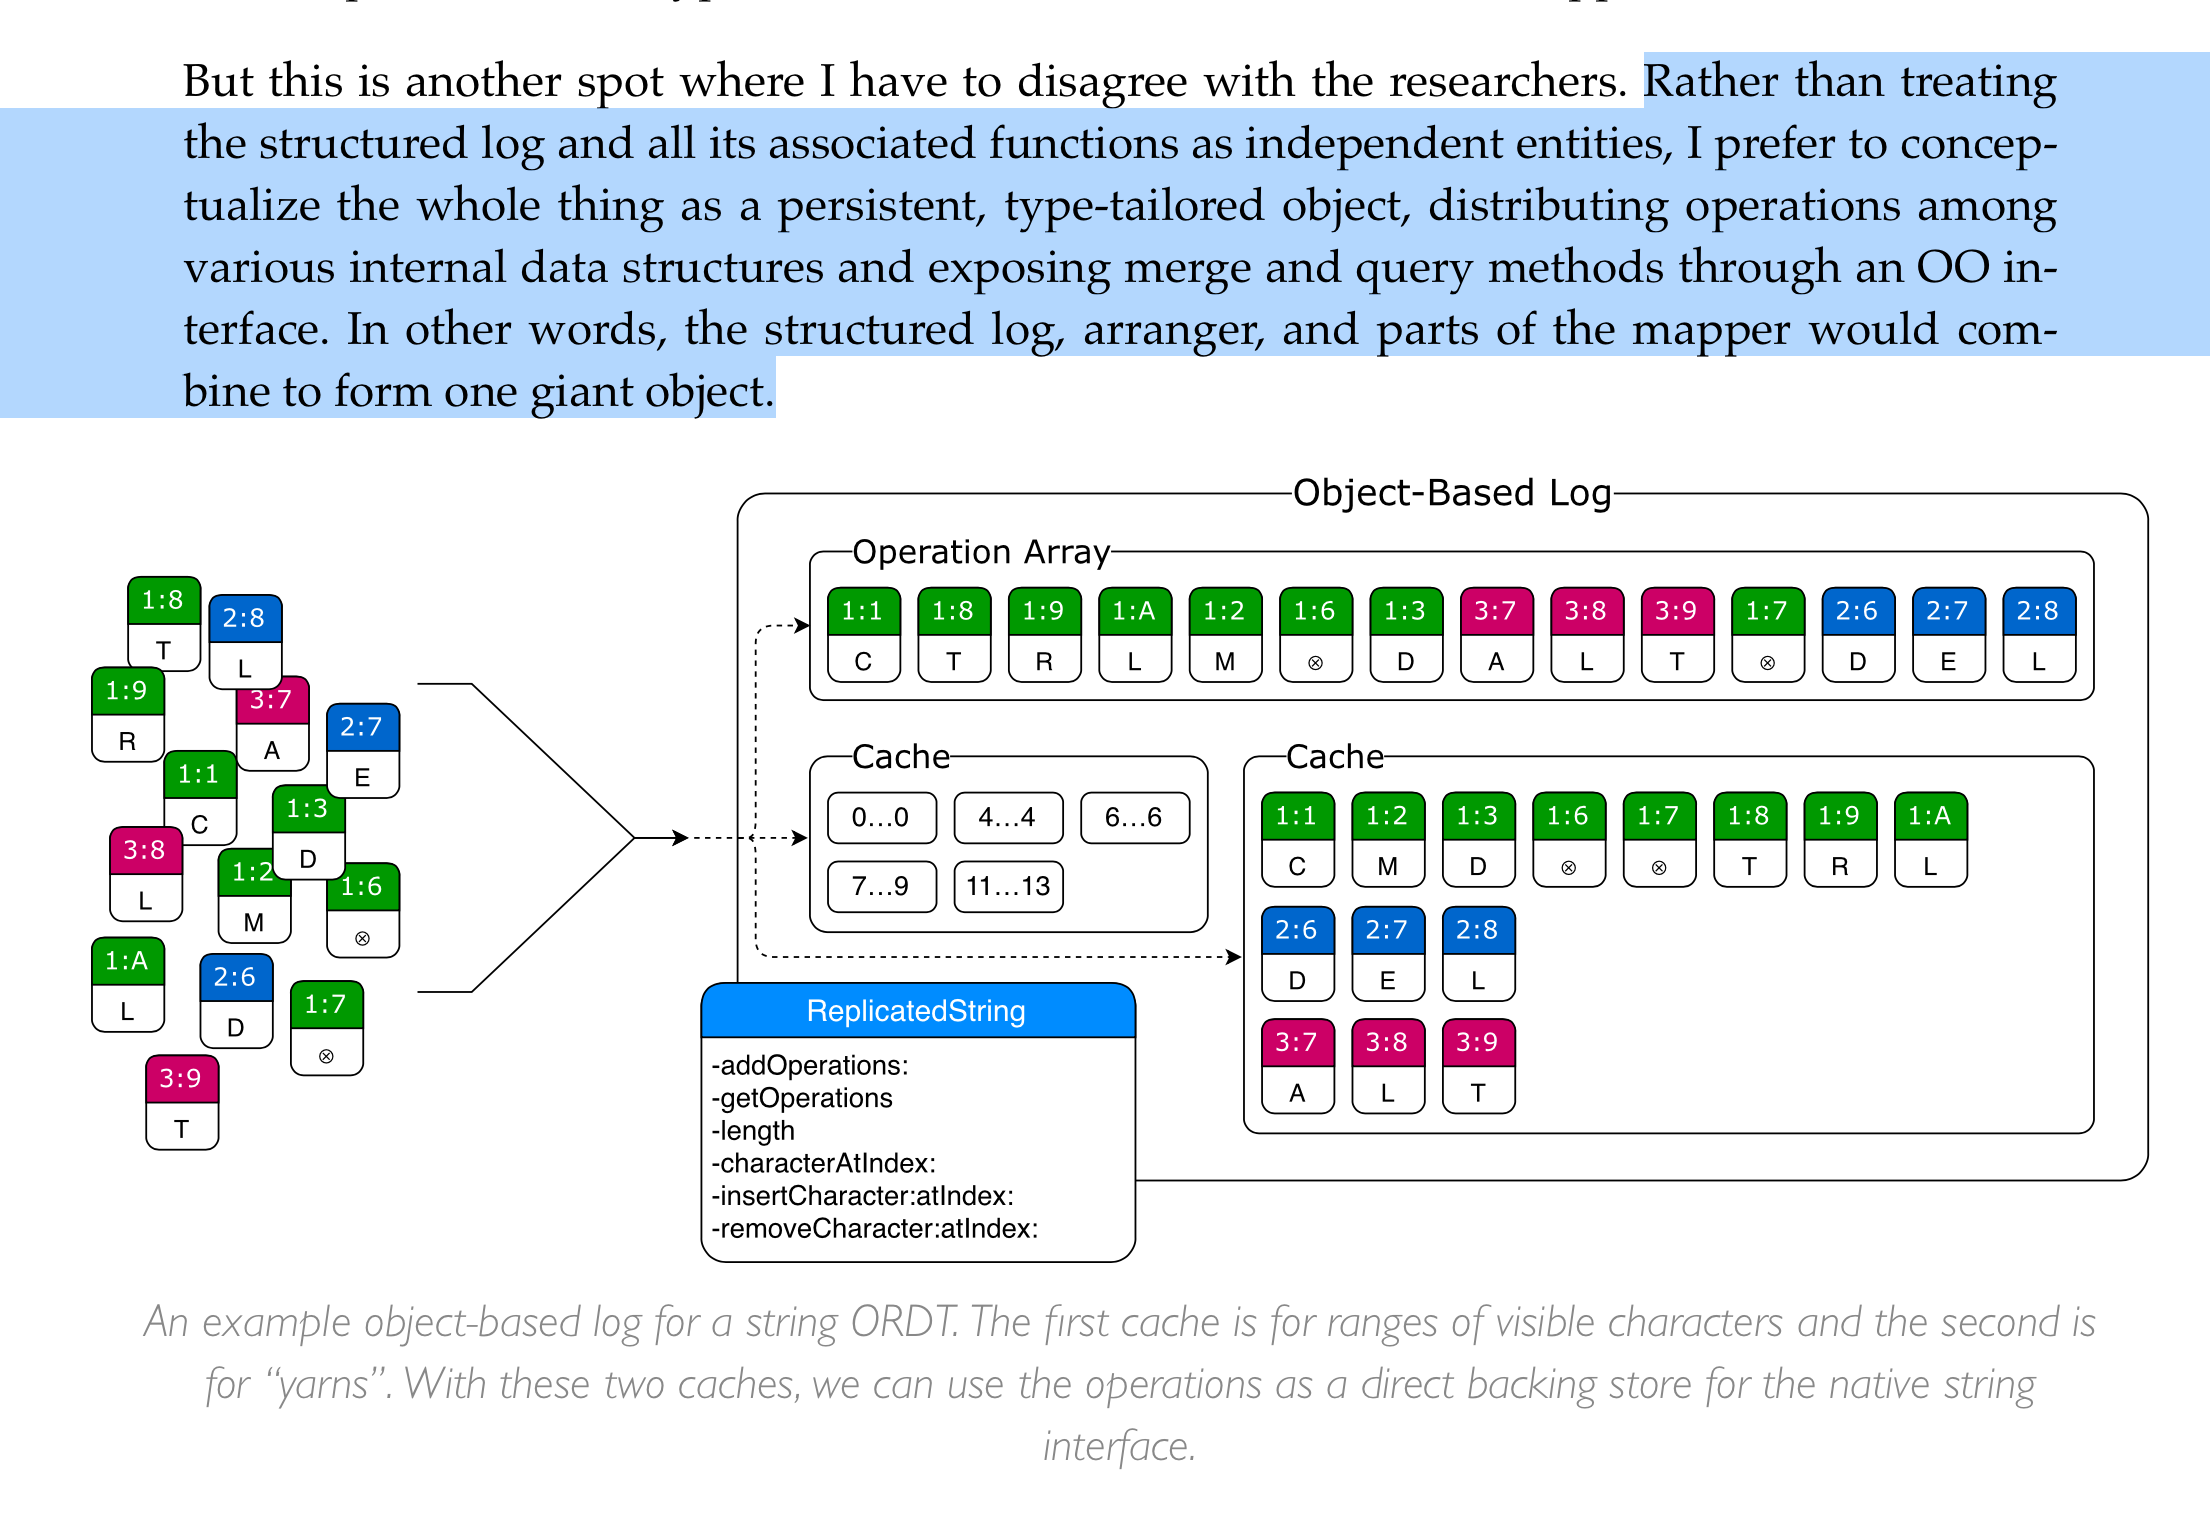 But this is another spot where I have to disagree with the researchers. Rather than treating
the structured log and all its associated functions as independent entities, I prefer to concep-
tualize the whole thing as a persistent, type-tailored object, distributing operations among
various internal data structures and exposing merge and query methods through an OO in-
terface. In other words, the structured log, arranger, and parts of the mapper would com-
bine to form one giant object.
1:8
T
2:8
L
1:9
R
3:7
A
2:7
E
1:1
C
1:3
D
3:8
L
1:2
M
1:6
⊗
1:A
L
2:6
D
1:7
⊗
3:9
T
Object-Based Log
Operation Array
1:1 1:8 1:9 1:A 1:2 1:6 1:3 3:7 3:8 3:9 1:7 2:6 2:7 2:8
C T R L M ⊗ D A L T ⊗ D E L
Cache
0...0 4...4 6...6
7...9 11...13
Cache
1:1 1:2 1:3 1:6 1:7 1:8 1:9 1:A
C M D ⊗ ⊗ T R L
2:6 2:7 2:8
D E L
3:7 3:8 3:9
A L T
ReplicatedString
-addOperations:
-getOperations
-length
-characterAtIndex:
-insertCharacter:atIndex:
-removeCharacter:atIndex:
An example object-based log for a string ORDT. The first cache is for ranges of visible characters and the second is
for “yarns”. With these two caches, we can use the operations as a direct backing store for the native string
interface.